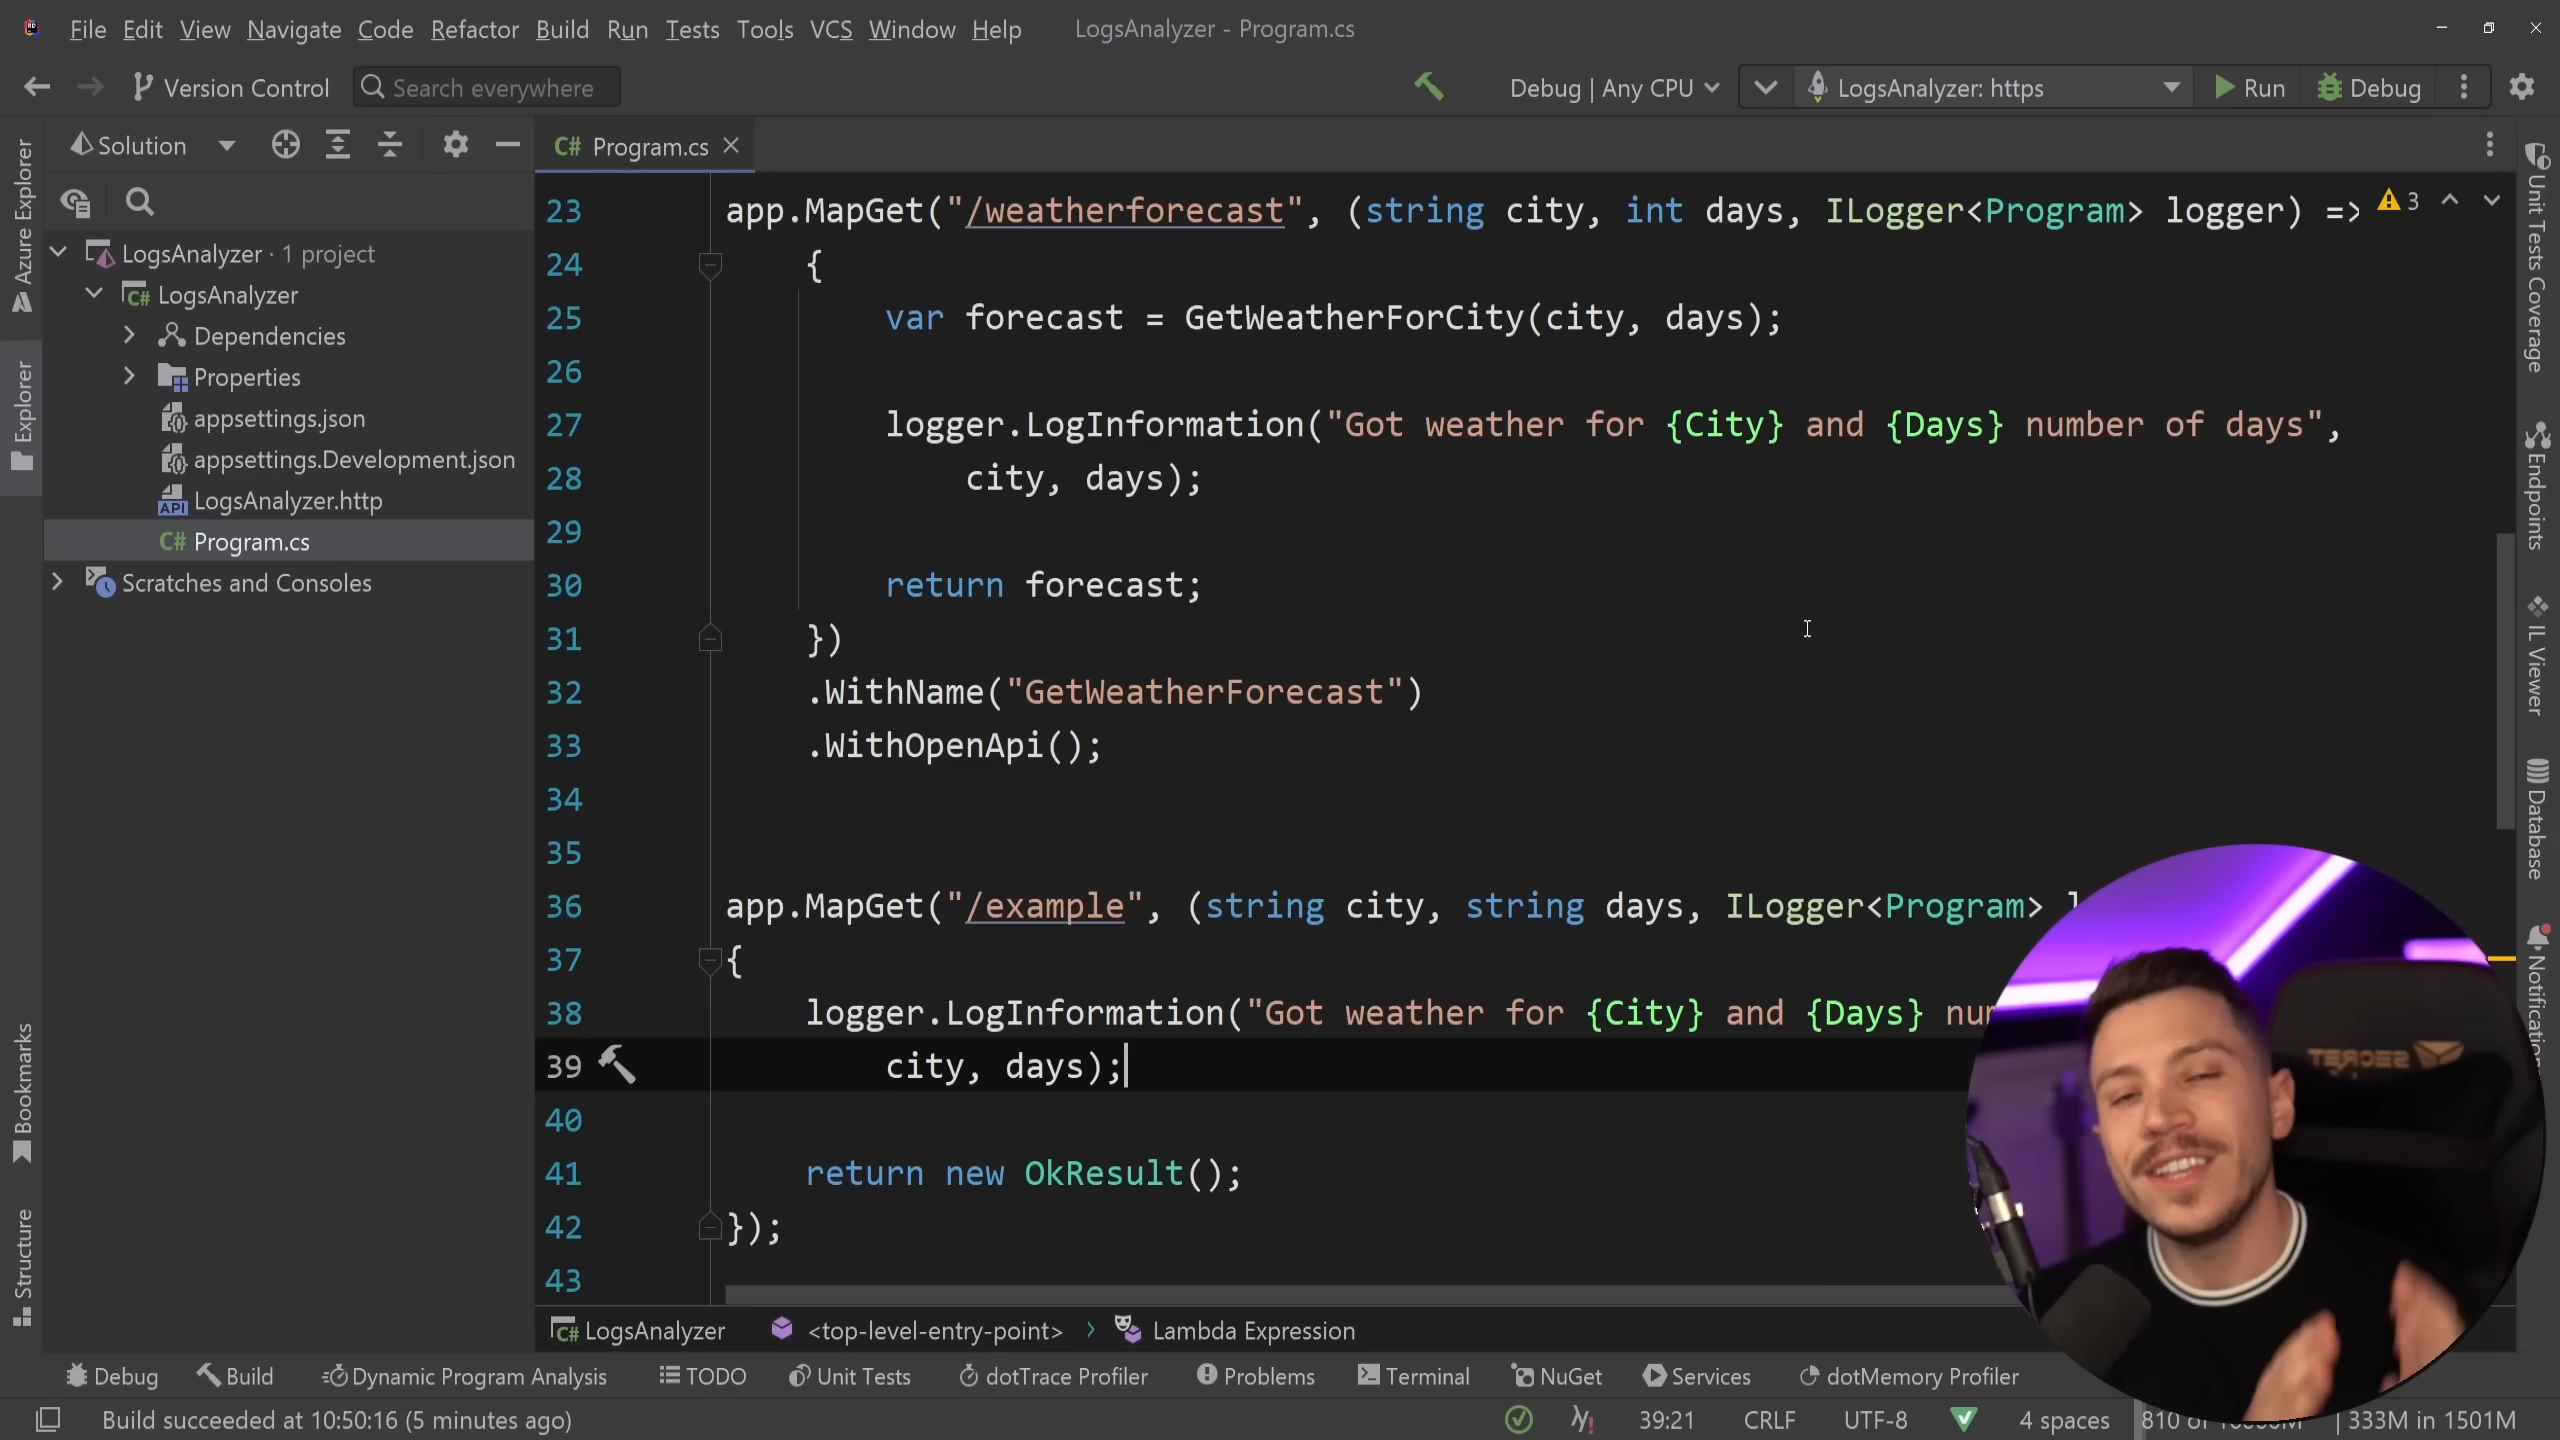 File Edit View Navigate Code Refactor Build Run Tests Tools VCS Window Help LogsAnalyzer - Program.cs
Version Control Search everywhere Debug | Any CPU LogsAnalyzer: https Run Debug
Solution
Program.cs
Azure Explorer
Explorer
Bookmarks
Structure
LogsAnalyzer · 1 project
LogsAnalyzer
Dependencies
Properties
appsettings.json
appsettings.Development.json
LogsAnalyzer.http
Program.cs
Scratches and Consoles
23 app.MapGet("/weatherforecast", (string city, int days, ILogger<Program> logger) => 3
24 {
25 var forecast = GetWeatherForCity(city, days);
26
27 logger.LogInformation("Got weather for {City} and {Days} number of days",
28 city, days);
29
30 return forecast;
31 })
32 .WithName("GetWeatherForecast")
33 .WithOpenApi();
34
35
36 app.MapGet("/example", (string city, string days, ILogger<Program> l
37 {
38 logger.LogInformation("Got weather for {City} and {Days} nu
39 city, days);
40
41 return new OkResult();
42 });
43
Unit Tests Coverage
Endpoints
IL Viewer
Database
Notification
LogsAnalyzer <top-level-entry-point> › Lambda Expression
Debug Build Dynamic Program Analysis TODO Unit Tests dotTrace Profiler Problems Terminal NuGet Services dotMemory Profiler
Build succeeded at 10:50:16 (5 minutes ago) 39:21 CRLF UTF-8 4 spaces 333M in 1501M